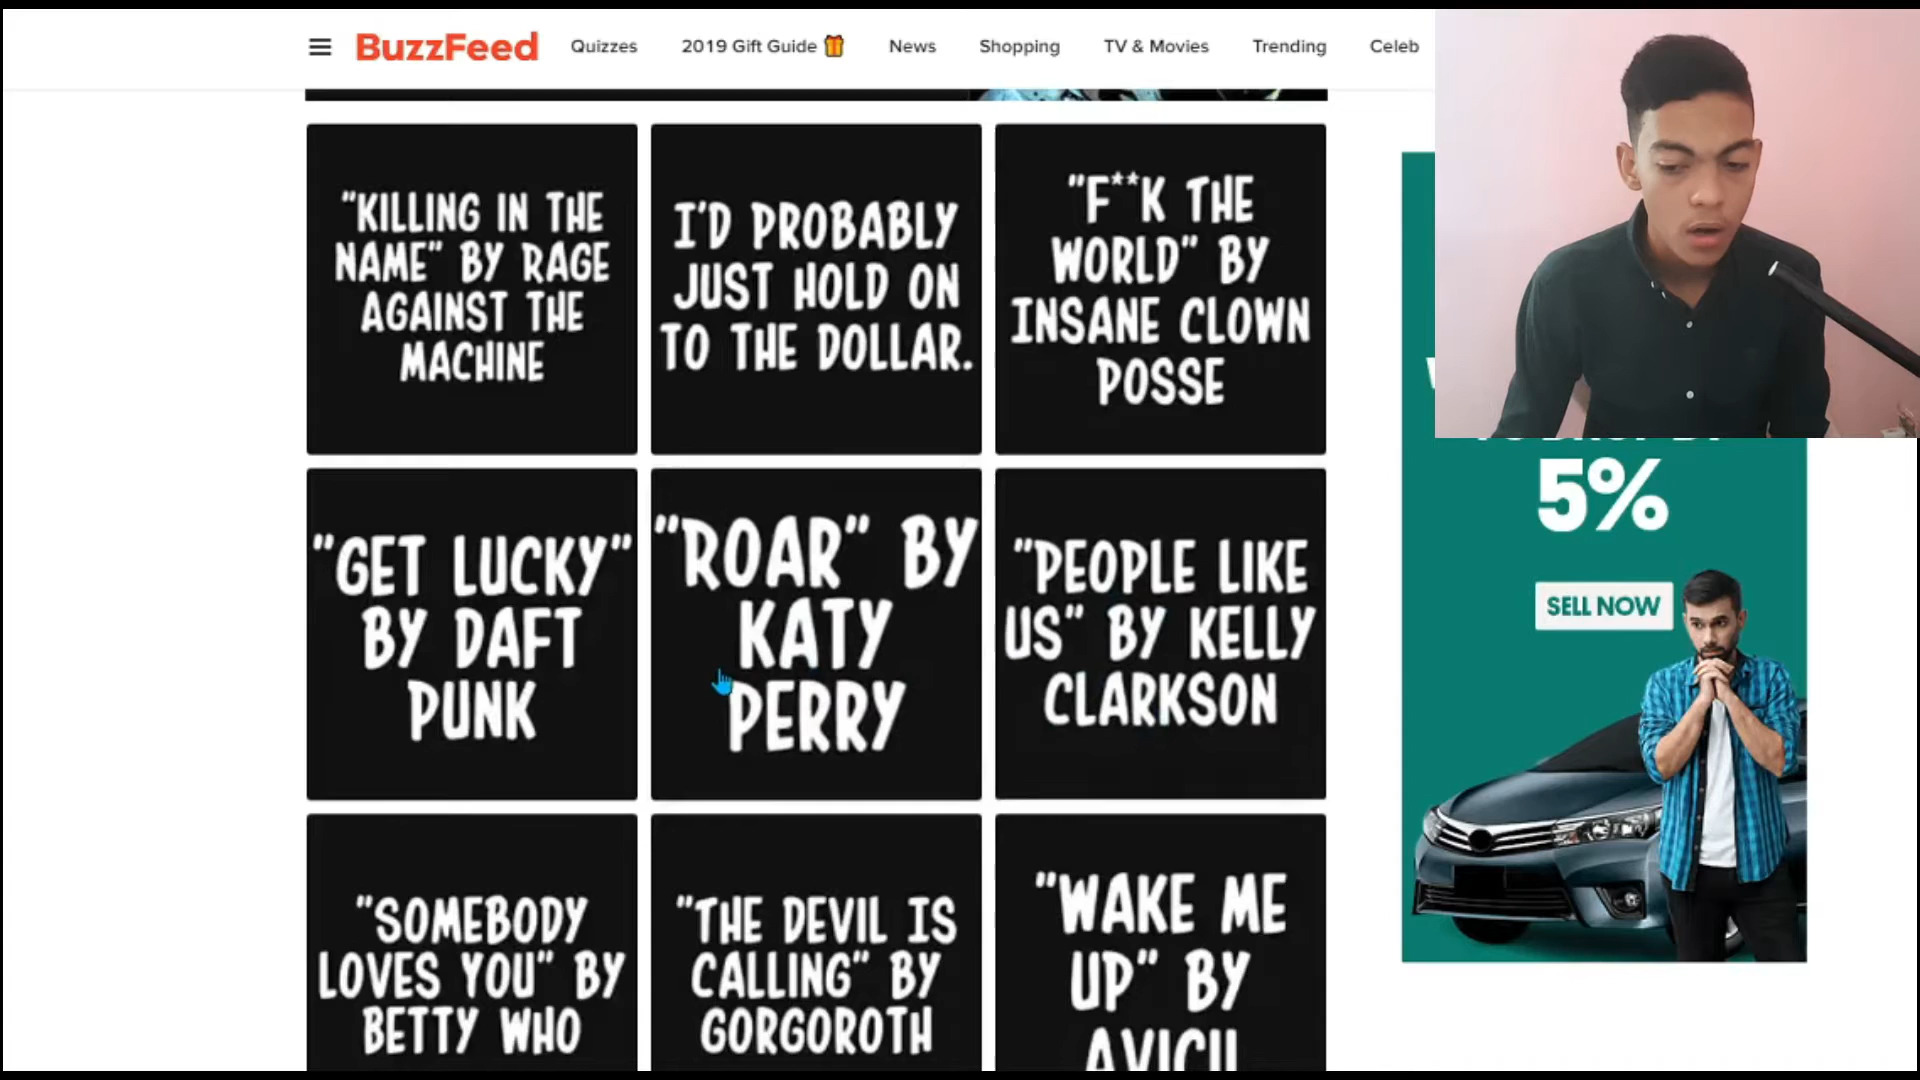 BuzzFeed
Quizzes
2019 Gift Guide
News
Shopping
TV & Movies
Trending
Celeb
"KILLING IN THE
NAME" BY RAGE
AGAINST THE
MACHINE
I'D PROBABLY
JUST HOLD ON
TO THE DOLLAR.
"F**K THE
WORLD" BY
INSANE CLOWN
POSSE
"GET LUCKY"
BY DAFT
PUNK
"ROAR" BY
KATY
PERRY
"PEOPLE LIKE
US" BY KELLY
CLARKSON
"SOMEBODY
LOVES YOU" BY
BETTY WHO
"THE DEVIL IS
CALLING" BY
GORGOROTH
"WAKE ME
UP" BY
AVICII
5%
SELL NOW